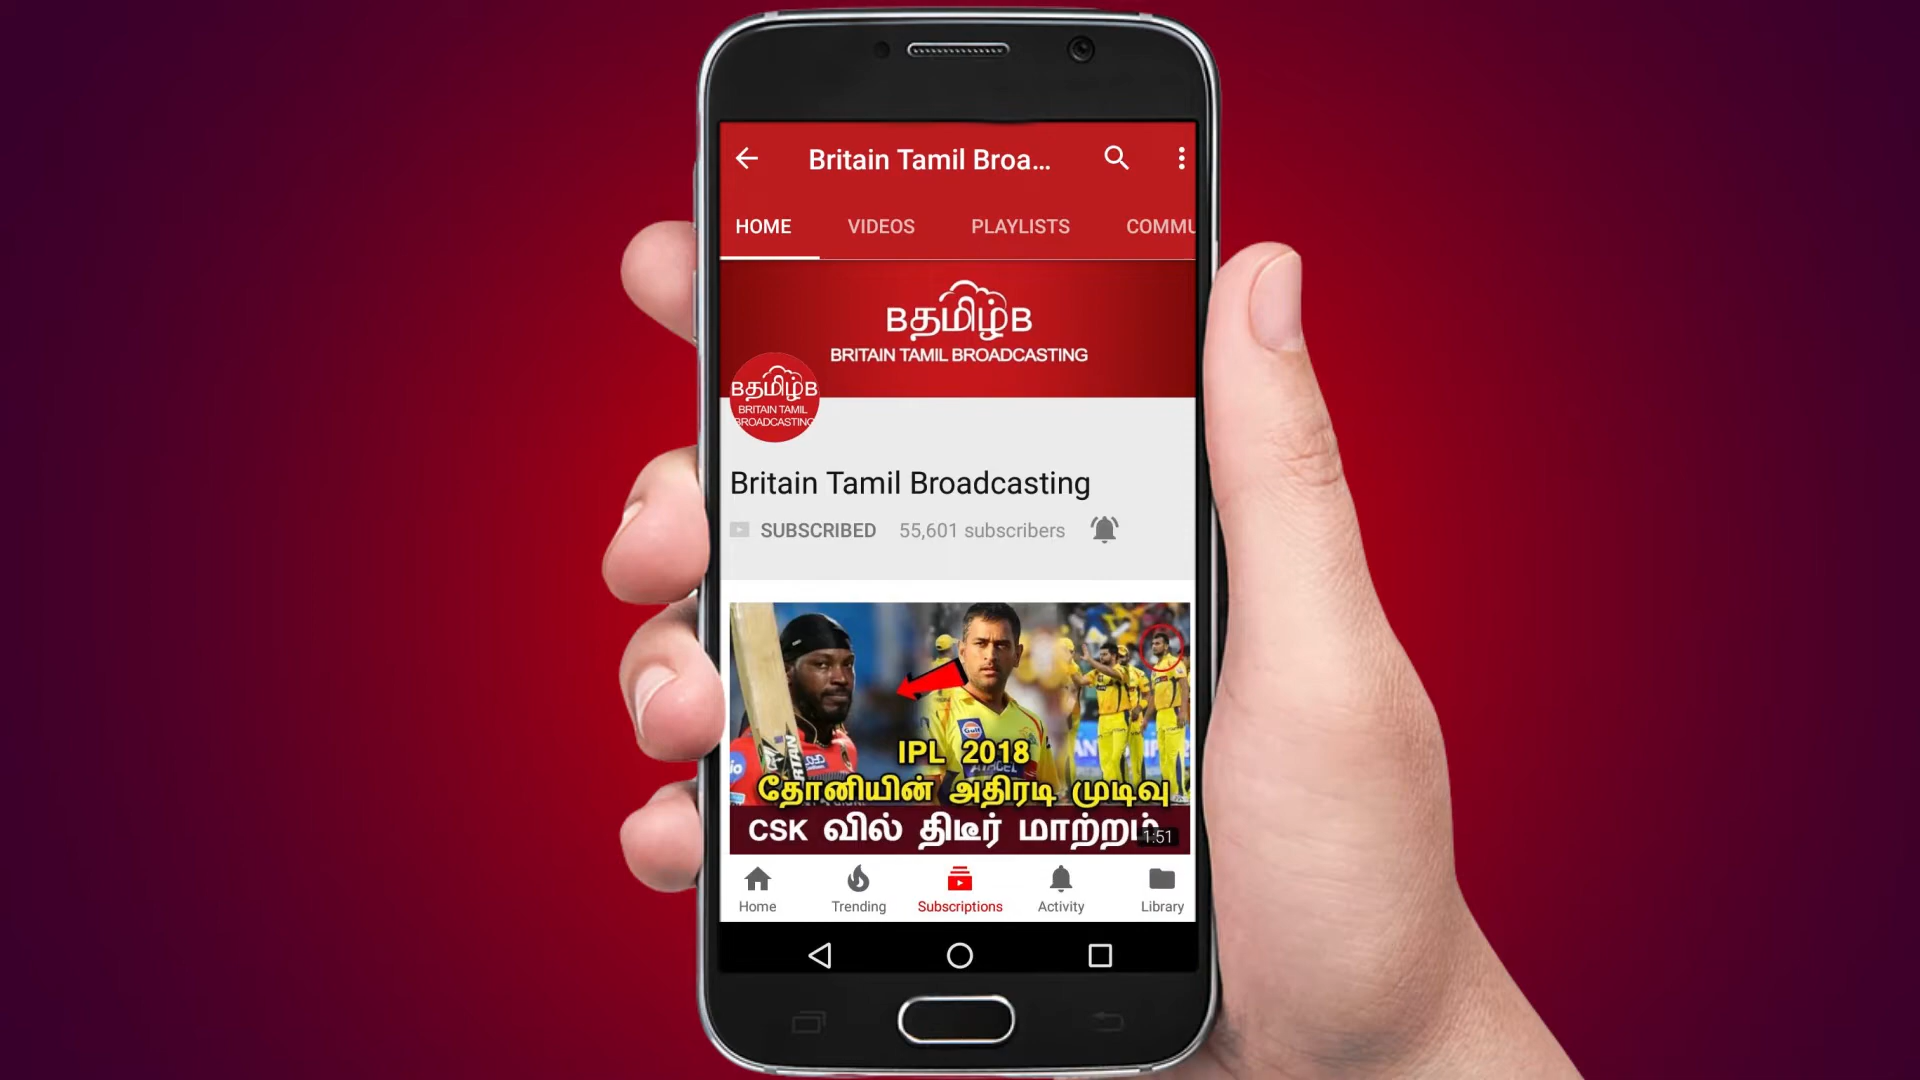 Britain Tamil Broa...
HOME VIDEOS PLAYLISTS COMMU
Bதமிழ்B
BRITAIN TAMIL BROADCASTING
Bதமிழ்B
BRITAIN TAMIL
BROADCASTING
Britain Tamil Broadcasting
SUBSCRIBED 55,601 subscribers
Gulf
IPL 2018
தோனியின் அதிரடி முடிவு
CSK வில் திடீர் மாற்றம்
1:51
Home Trending Subscriptions Activity Library